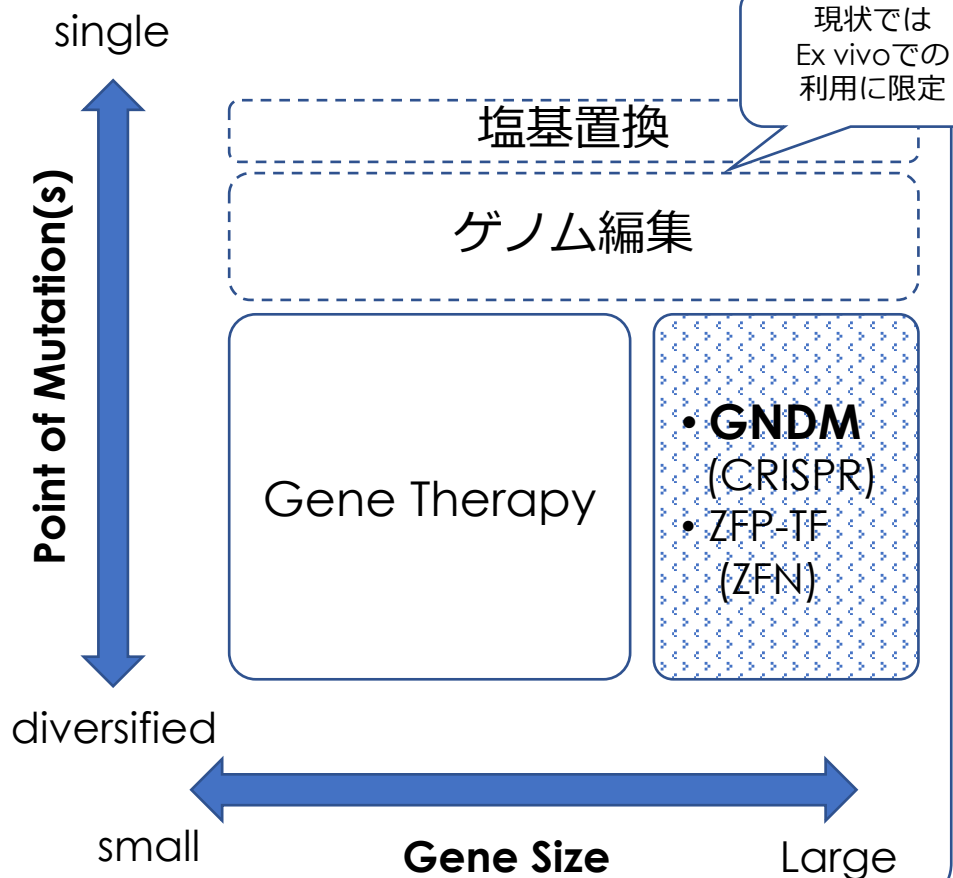 single
現状では
Ex vivoでの
利用に限定
塩基置換
ゲノム編集
Point of Mutation(s)
Gene Therapy
• GNDM
(CRISPR)
• ZFP-TF
(ZFN)
diversified
small
Gene Size
Large